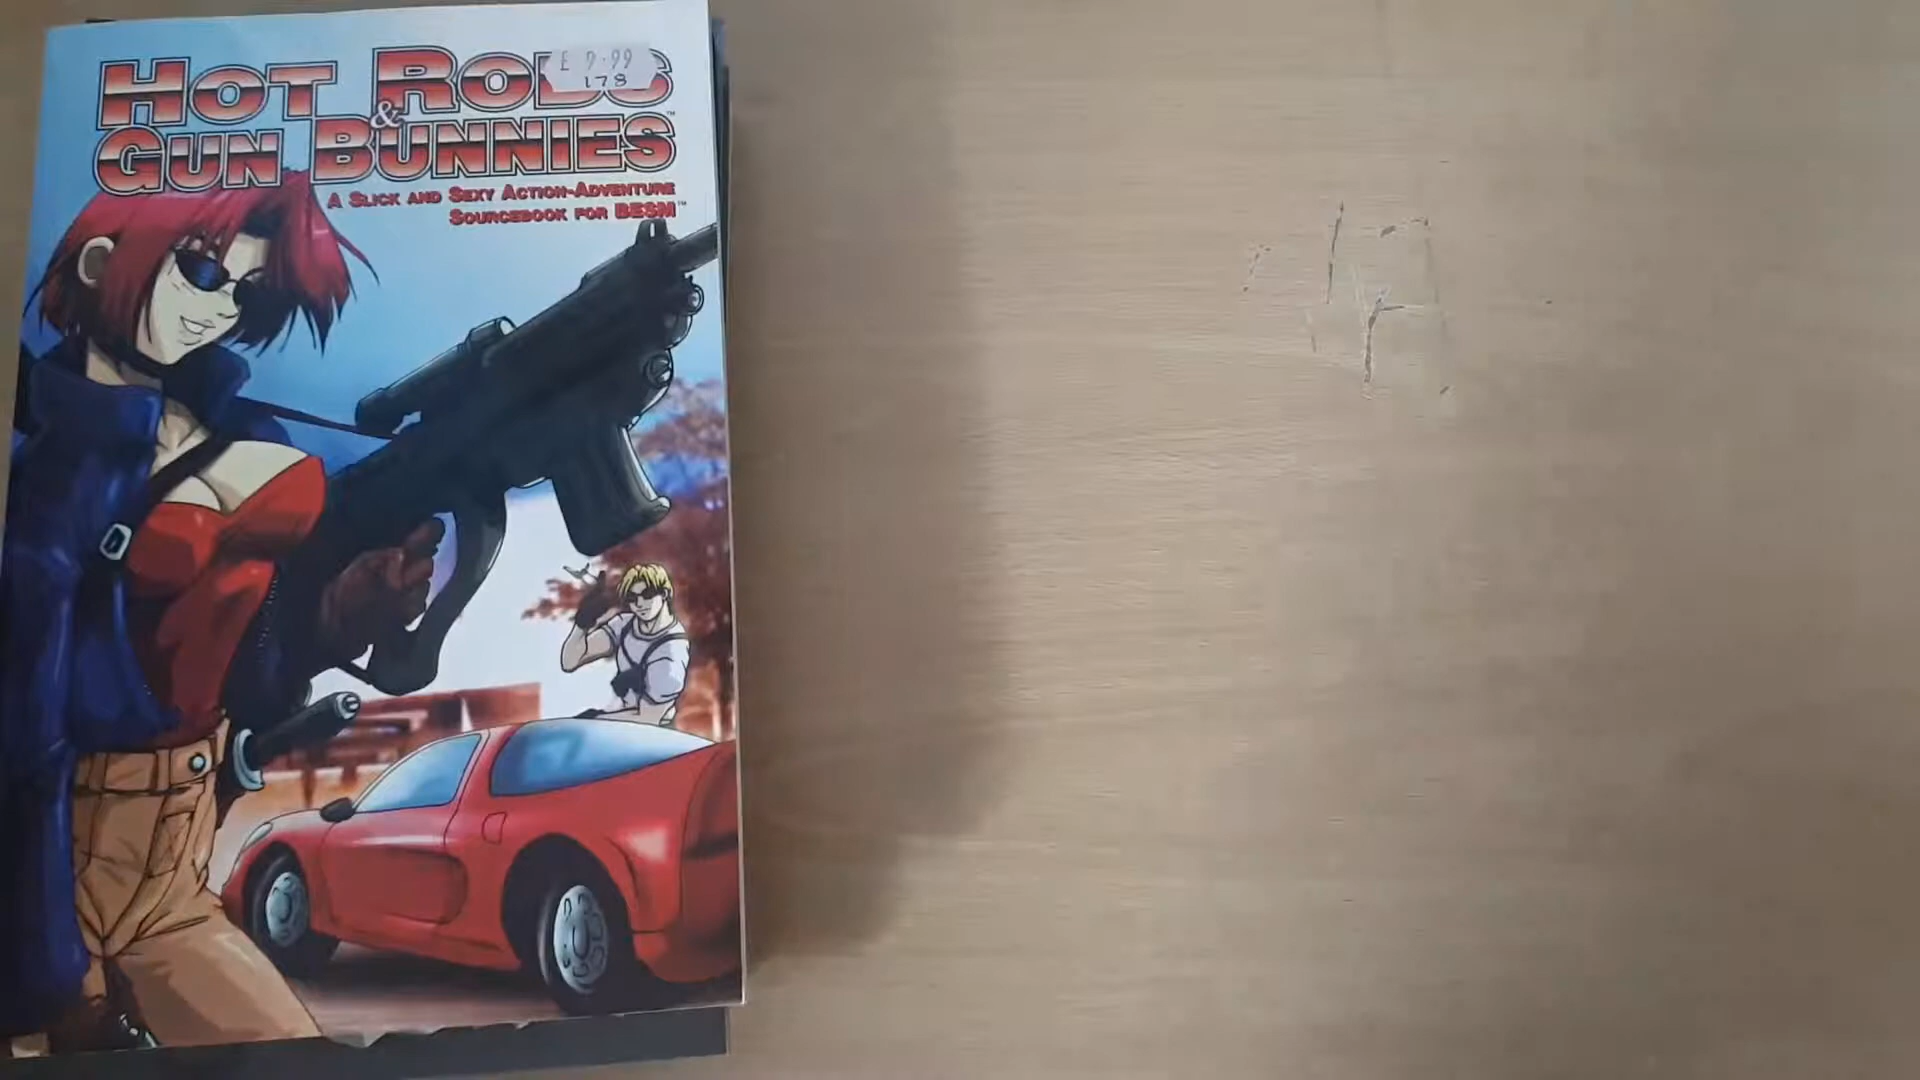 HOT RODS
&
GUN BUNNIES™
A SLICK AND SEXY ACTION-ADVENTURE
SOURCEBOOK FOR BESM™
£ 9.99
178